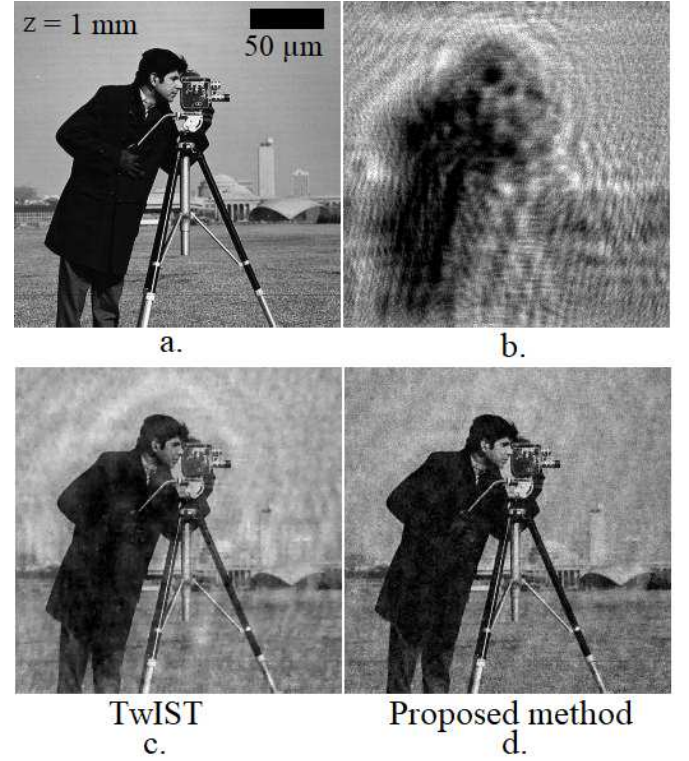 z = 1 mm
50 µm
a.
b.
TwIST
c.
Proposed method
d.